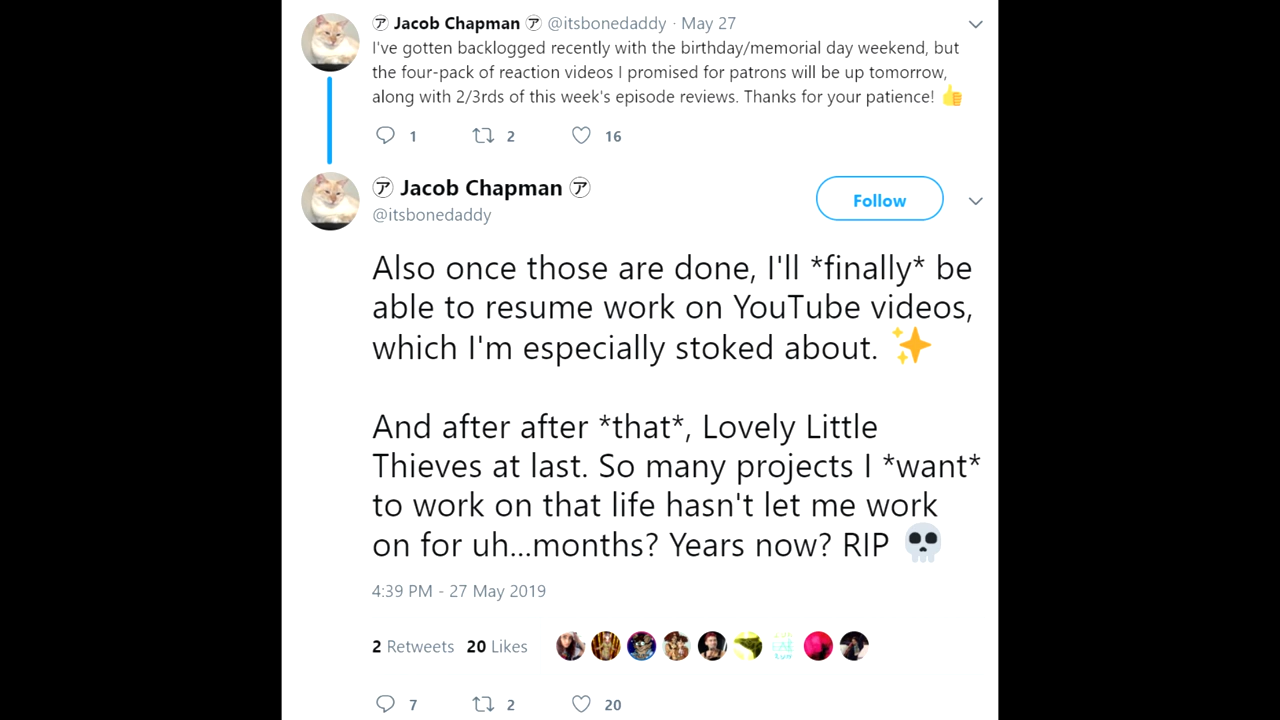 ㋐ Jacob Chapman ㋐ @itsbonedaddy · May 27
I've gotten backlogged recently with the birthday/memorial day weekend, but
the four-pack of reaction videos I promised for patrons will be up tomorrow,
along with 2/3rds of this week's episode reviews. Thanks for your patience! 👍
1 2 16
㋐ Jacob Chapman ㋐
@itsbonedaddy
Follow
Also once those are done, I'll *finally* be
able to resume work on YouTube videos,
which I'm especially stoked about. ✨
And after after *that*, Lovely Little
Thieves at last. So many projects I *want*
to work on that life hasn't let me work
on for uh...months? Years now? RIP 💀
4:39 PM - 27 May 2019
2 Retweets 20 Likes
7 2 20